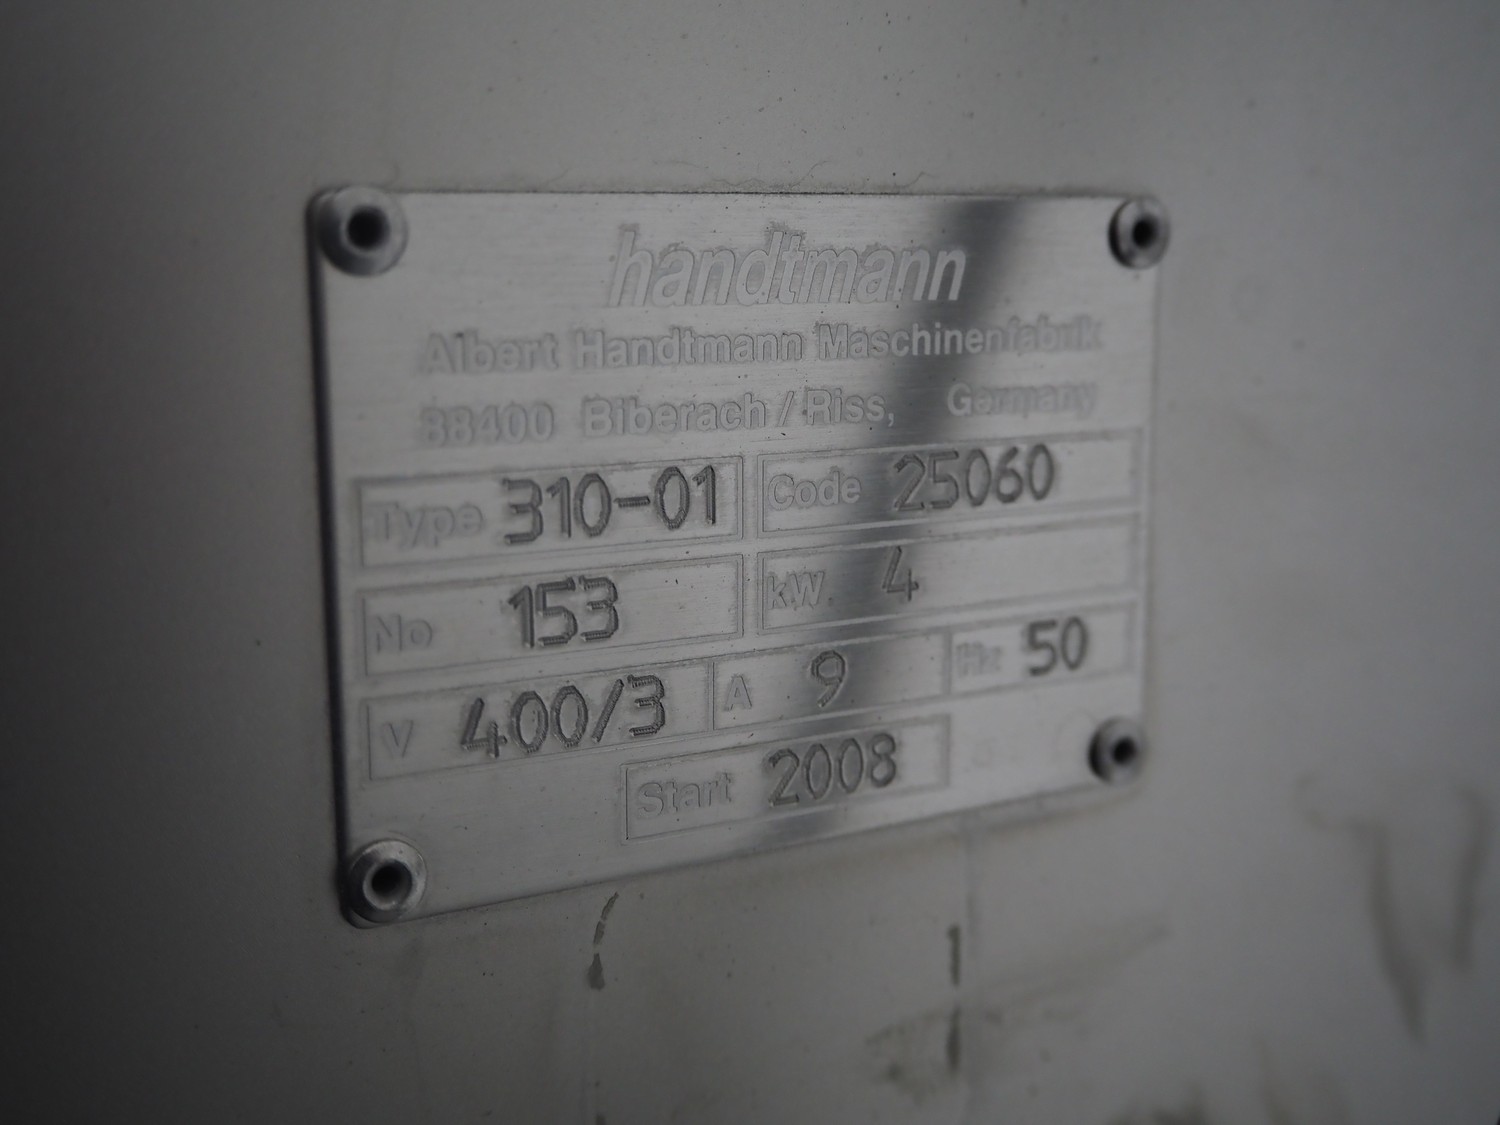 handtmann
Albert Handtmann Maschinenfabrik
88400 Biberach / Riss, Germany
Type 310-01 Code 25060
No 153 kW 4
V 400/3 A 9 Hz 50
Start 2008